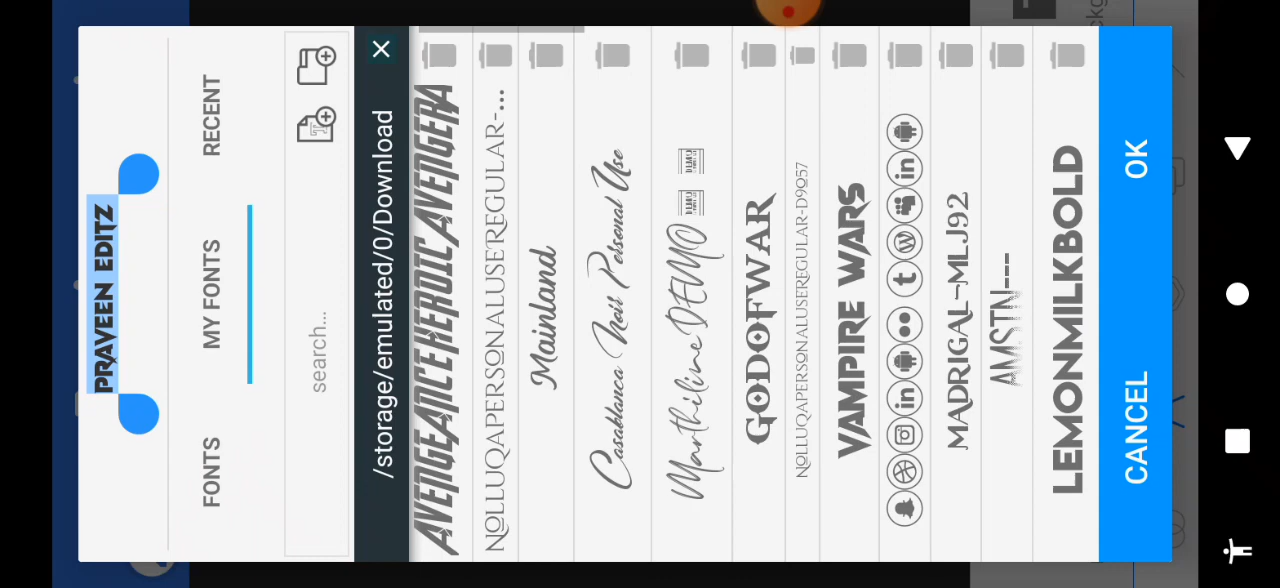 PRAVEEN EDITZ
FONTS MY FONTS RECENT
search...
/storage/emulated/0/Download
AVENGEANCEHEROICAVENGERA
NOLLUQAPERSONALUSEREGULAR-...
Mainland
Casablanca Noir Personal Use
Marthiline DEMO
GODOFWAR
NOLLUQAPERSONALUSEREGULAR-D9O57
VAMPIRE WARS
MADRIGAL-MLJ92
AMSTN---
LEMONMILKBOLD
CANCEL OK